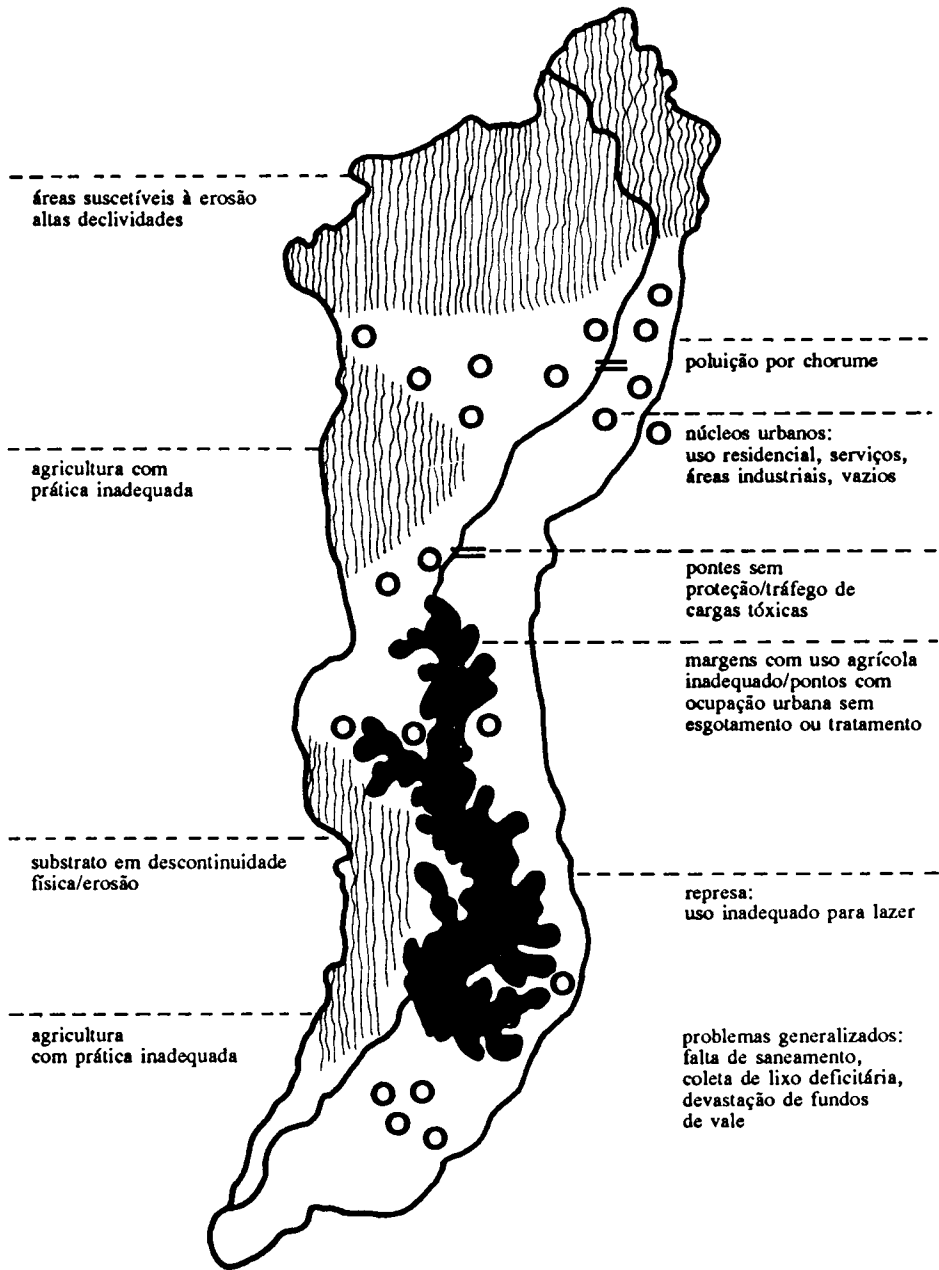 áreas suscetíveis à erosão
altas declividades
poluição por chorume
núcleos urbanos:
uso residencial, serviços,
áreas industriais, vazios
agricultura com
prática inadequada
pontes sem
proteção/tráfego de
cargas tóxicas
margens com uso agrícola
inadequado/pontos com
ocupação urbana sem
esgotamento ou tratamento
substrato em descontinuidade
física/erosão
represa:
uso inadequado para lazer
agricultura
com prática inadequada
problemas generalizados:
falta de saneamento,
coleta de lixo deficitária,
devastação de fundos
de vale